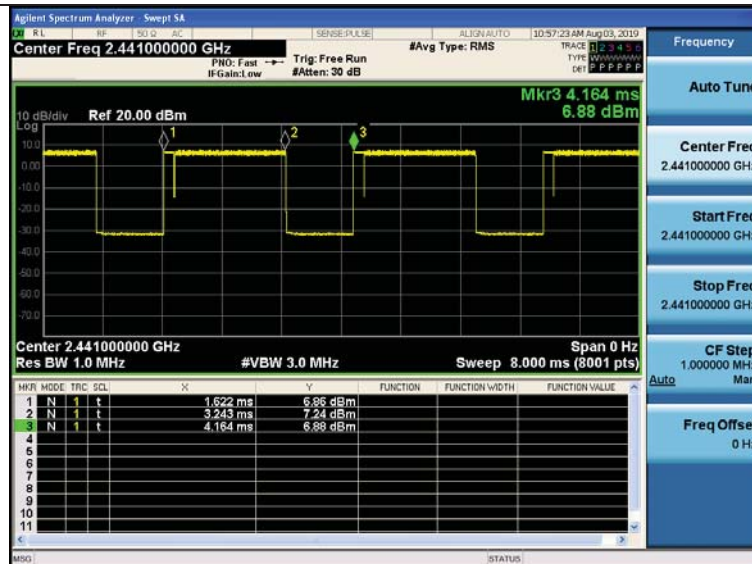 Agilent Spectrum Analyzer - Swept SA
RL RF 50 Ω AC SENSE:PULSE ALIGN AUTO 10:57:23 AM Aug 03, 2019
Center Freq 2.441000000 GHz
PNO: Fast
IFGain:Low
Trig: Free Run
#Atten: 30 dB
#Avg Type: RMS
TRACE 1 2 3 4 5 6
TYPE
DET P P P P P P
Mkr3 4.164 ms
6.88 dBm
10 dB/div Ref 20.00 dBm
Log
10.0
0.00
-10.0
-20.0
-30.0
-40.0
-50.0
-60.0
-70.0
1
2
3
Center 2.441000000 GHz Span 0 Hz
Res BW 1.0 MHz #VBW 3.0 MHz Sweep 8.000 ms (8001 pts)
MKR MODE TRC SCL X Y FUNCTION FUNCTION WIDTH FUNCTION VALUE
1 N 1 t 1.622 ms 6.86 dBm
2 N 1 t 3.243 ms 7.24 dBm
3 N 1 t 4.164 ms 6.88 dBm
4
5
6
7
8
9
10
11
MSG STATUS
Frequency
Auto Tune
Center Freq
2.441000000 GHz
Start Freq
2.441000000 GHz
Stop Freq
2.441000000 GHz
CF Step
1.000000 MHz
Auto Man
Freq Offset
0 Hz